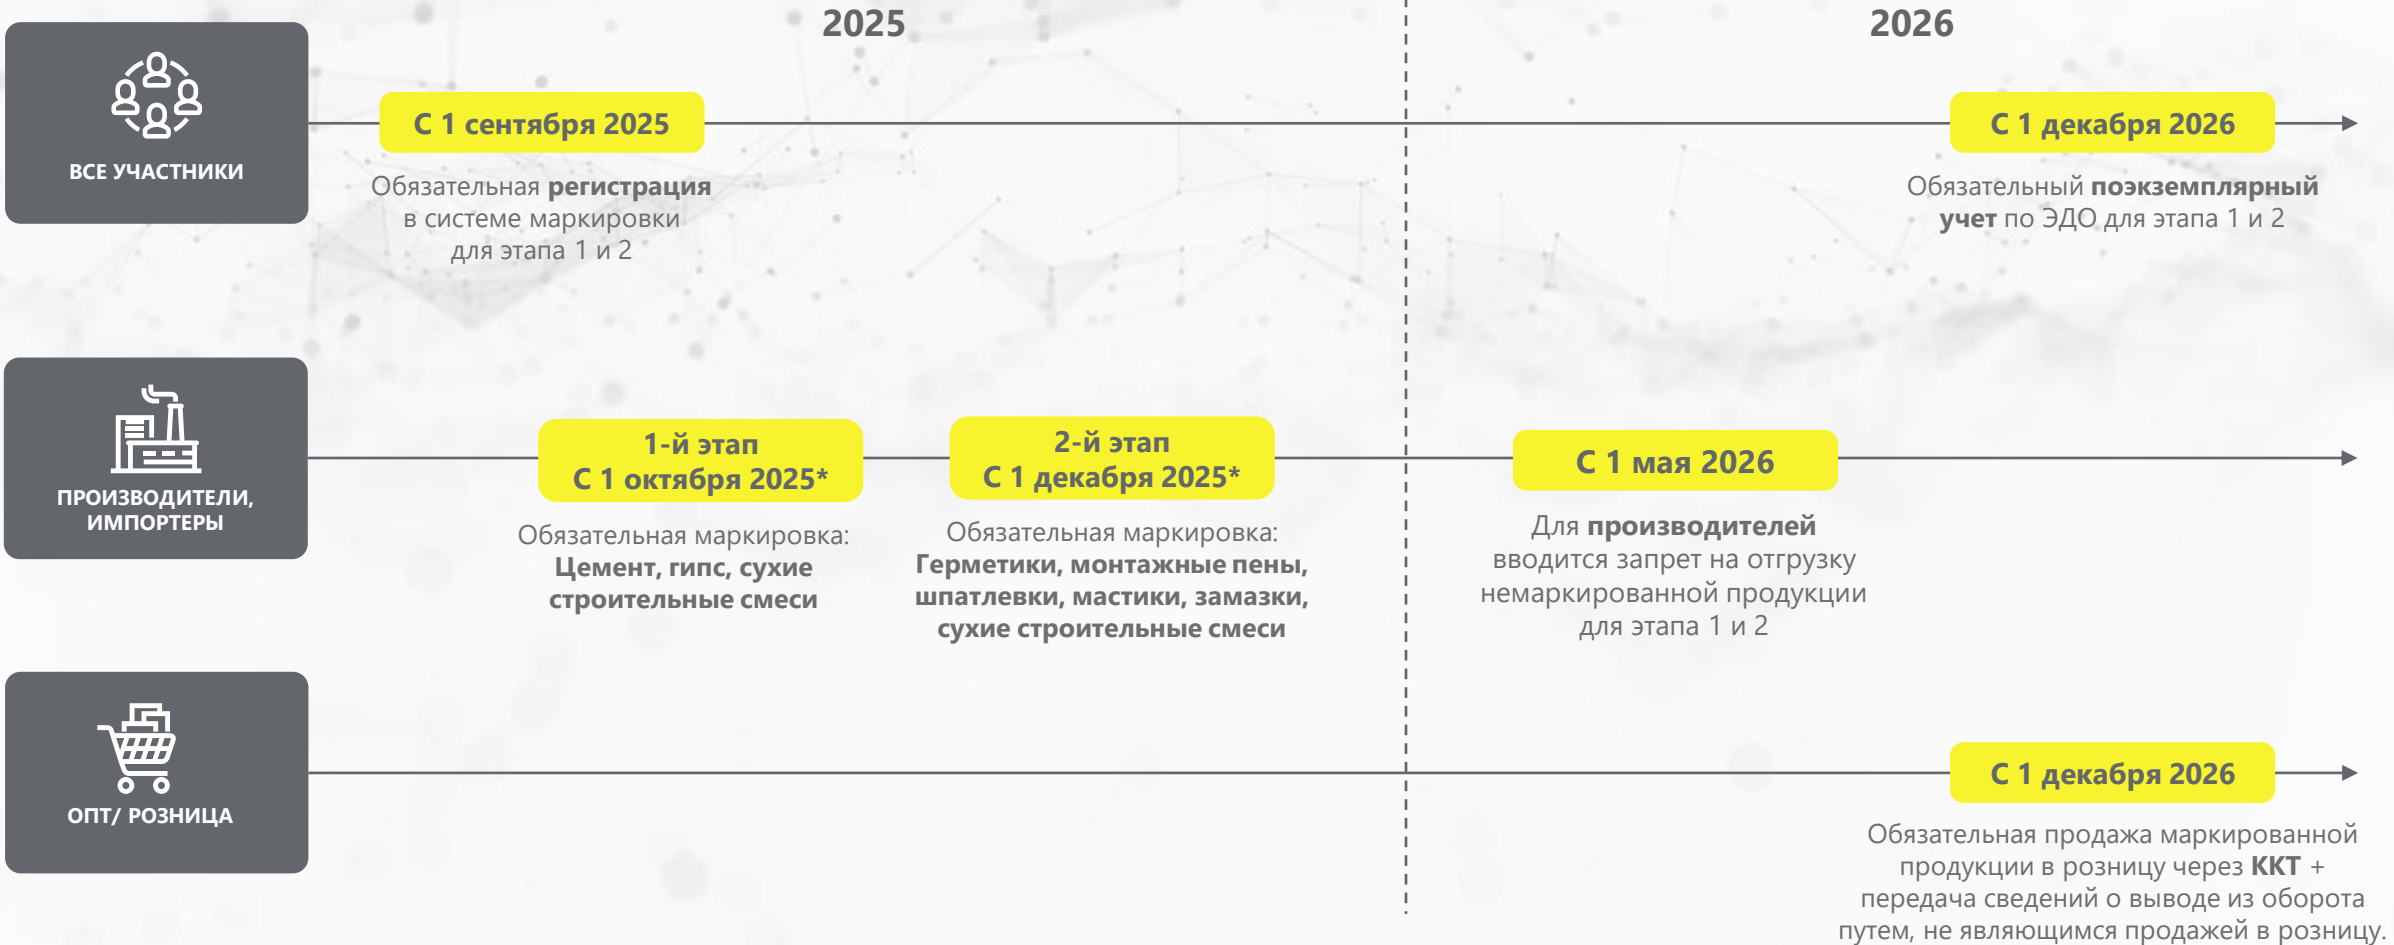 2025
2026
ВСЕ УЧАСТНИКИ
С 1 сентября 2025
Обязательная регистрация
в системе маркировки
для этапа 1 и 2
С 1 декабря 2026
Обязательный поэкземплярный
учет по ЭДО для этапа 1 и 2
ПРОИЗВОДИТЕЛИ,
ИМПОРТЕРЫ
1-й этап
С 1 октября 2025*
Обязательная маркировка:
Цемент, гипс, сухие
строительные смеси
2-й этап
С 1 декабря 2025*
Обязательная маркировка:
Герметики, монтажные пены,
шпатлевки, мастики, замазки,
сухие строительные смеси
С 1 мая 2026
Для производителей
вводится запрет на отгрузку
немаркированной продукции
для этапа 1 и 2
ОПТ/ РОЗНИЦА
С 1 декабря 2026
Обязательная продажа маркированной
продукции в розницу через ККТ +
передача сведений о выводе из оборота
путем, не являющимся продажей в розницу.